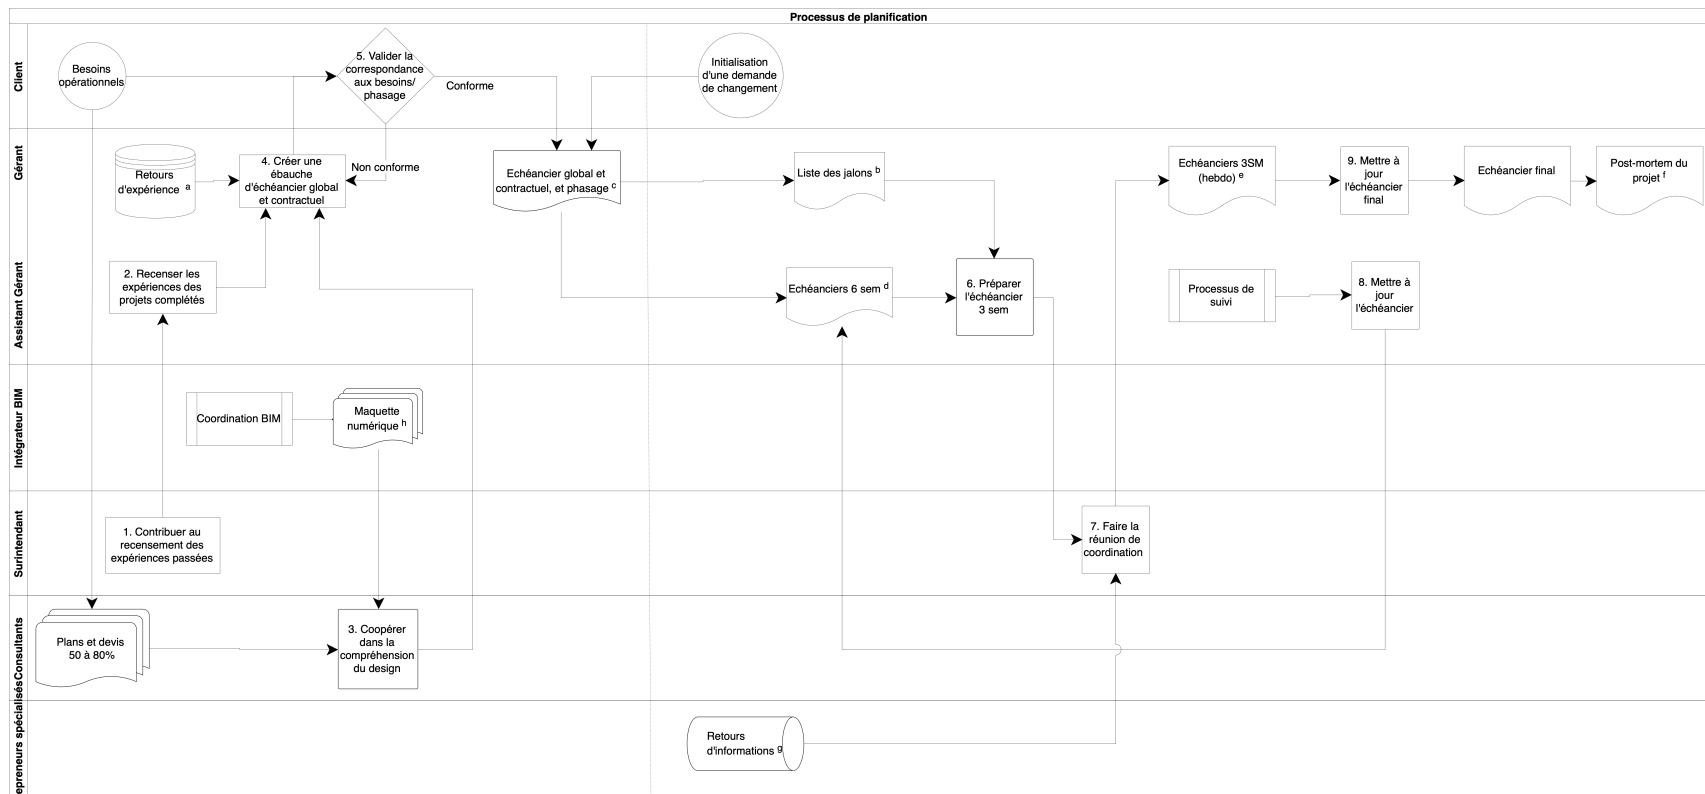 Processus de planification
Client
Besoins
opérationnels
5. Valider la
correspondance
aux besoins/
phasage
Conforme
Initialisation
d'une demande
de changement
Gérant
Retours
d'expérience a
4. Créer une
ébauche
d'échéancier global
et contractuel
Non conforme
Echéancier global et
contractuel, et phasage c
Liste des jalons b
Echéanciers 3SM
(hebdo) e
9. Mettre à
jour
l'échéancier
final
Echéancier final
Post-mortem du
projet f
Assistant Gérant
2. Recenser les
expériences des
projets complétés
Echéanciers 6 sem d
6. Préparer
l'échéancier
3 sem
Processus de
suivi
8. Mettre à
jour
l'échéancier
Intégrateur BIM
Coordination BIM
Maquette
numérique h
Surintendant
1. Contribuer au
recensement des
expériences passées
7. Faire la
réunion de
coordination
Consultants
Plans et devis
50 à 80%
3. Coopérer
dans la
compréhension
du design
epreneurs spécialisés
Retours
d'informations g